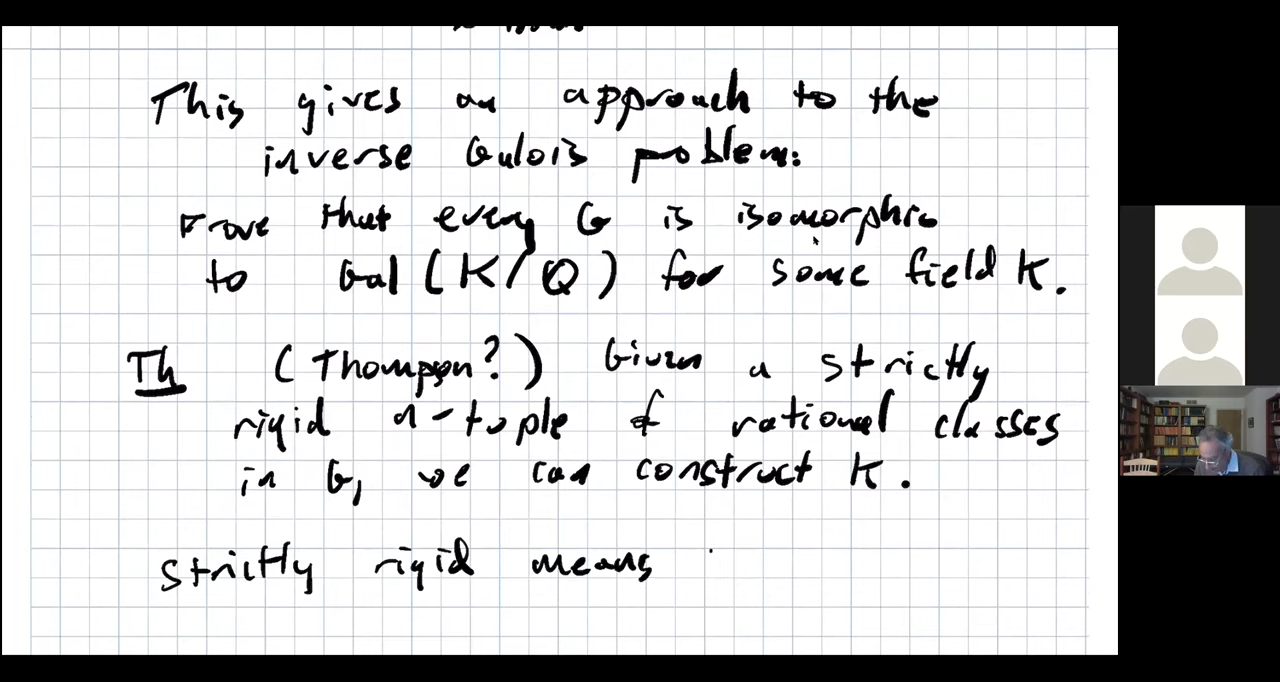 This gives an approach to the
inverse Galois problem:
Prove that every G is isomorphic
to Gal (K/Q) for some field K.
Th (Thompson?) Given a strictly
rigid n-tuple of rational classes
in G, we can construct K.
Strictly rigid means